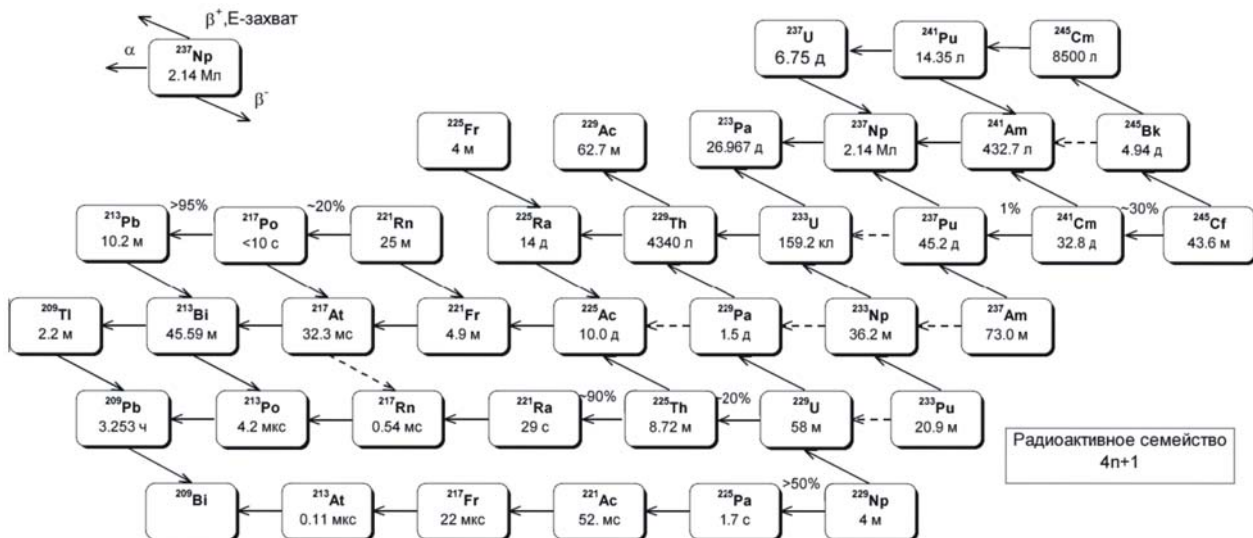 β⁺,Е-захват
α
²³⁷Np
2.14 Мл
β⁻
²³⁷U
6.75 д
²⁴¹Pu
14.35 л
²⁴⁵Cm
8500 л
²²⁵Fr
4 м
²²⁹Ac
62.7 м
²³³Pa
26.967 д
²³⁷Np
2.14 Мл
²⁴¹Am
432.7 л
²⁴⁵Bk
4.94 д
²¹³Pb
10.2 м
>95%
²¹⁷Po
<10 с
~20%
²²¹Rn
25 м
²²⁵Ra
14 д
²²⁹Th
4340 л
²³³U
159.2 кл
²³⁷Pu
45.2 д
1%
²⁴¹Cm
32.8 д
~30%
²⁴⁵Cf
43.6 м
²⁰⁹Tl
2.2 м
²¹³Bi
45.59 м
²¹⁷At
32.3 мс
²²¹Fr
4.9 м
²²⁵Ac
10.0 д
²²⁹Pa
1.5 д
²³³Np
36.2 м
²³⁷Am
73.0 м
²⁰⁹Pb
3.253 ч
²¹³Po
4.2 мкс
²¹⁷Rn
0.54 мс
²²¹Ra
29 с
~90%
²²⁵Th
8.72 м
~20%
²²⁹U
58 м
²³³Pu
20.9 м
Радиоактивное семейство
4n+1
²⁰⁹Bi
²¹³At
0.11 мкс
²¹⁷Fr
22 мкс
²²¹Ac
52. мс
²²⁵Pa
1.7 с
>50%
²²⁹Np
4 м